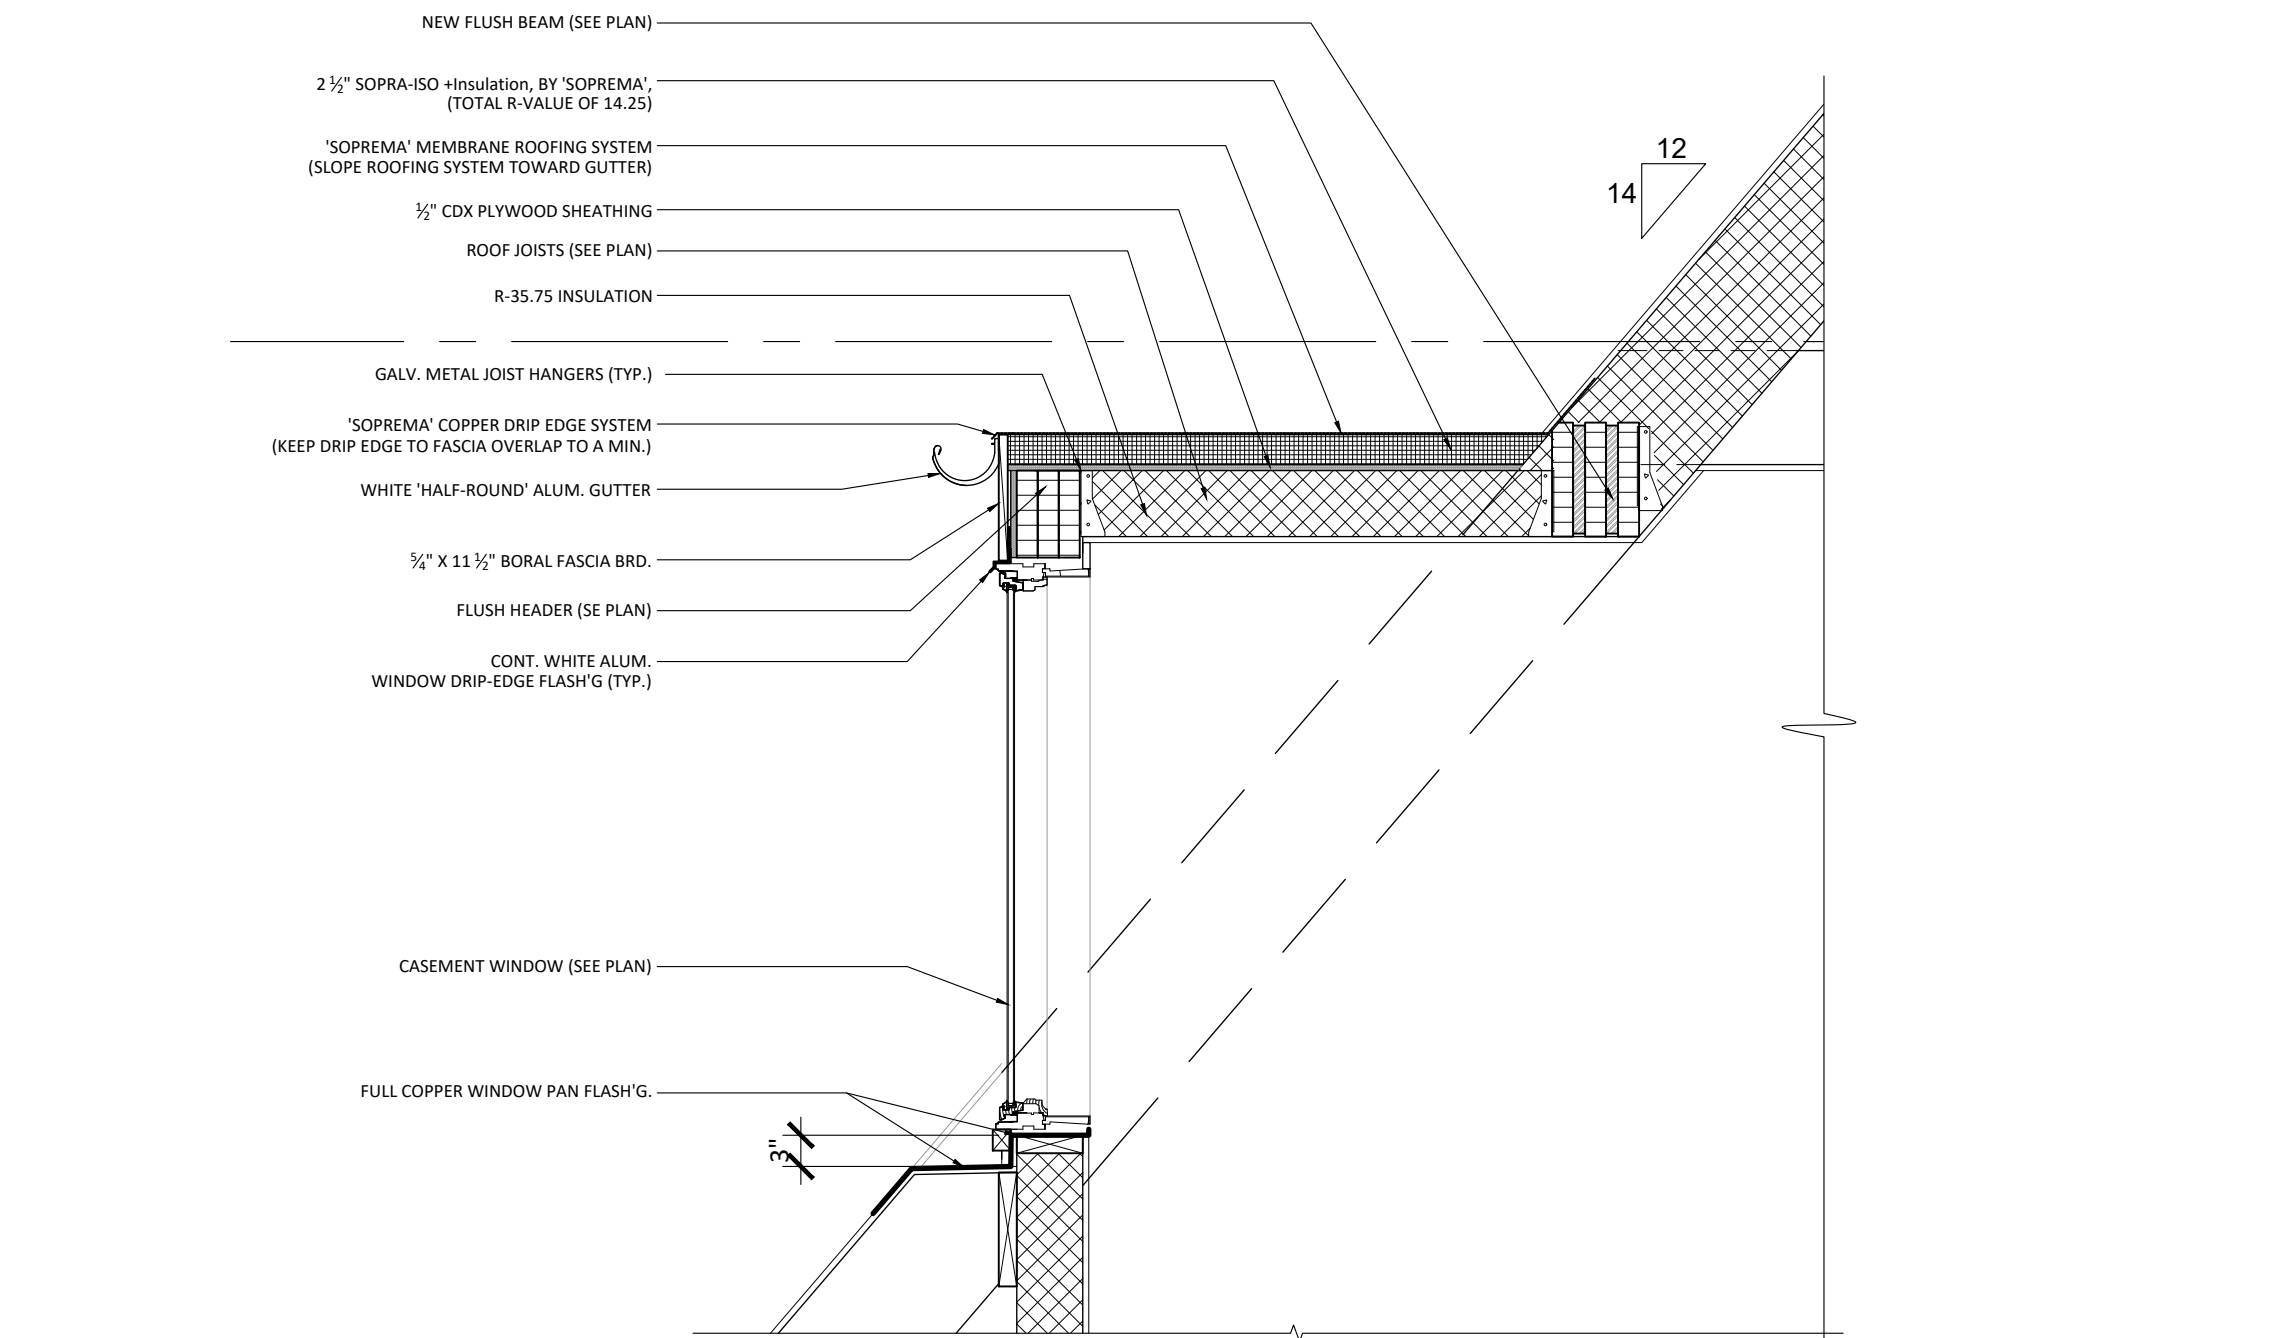 NEW FLUSH BEAM (SEE PLAN)
2 ½" SOPRA-ISO +Insulation, BY 'SOPREMA',
(TOTAL R-VALUE OF 14.25)
'SOPREMA' MEMBRANE ROOFING SYSTEM
(SLOPE ROOFING SYSTEM TOWARD GUTTER)
½" CDX PLYWOOD SHEATHING
ROOF JOISTS (SEE PLAN)
R-35.75 INSULATION
GALV. METAL JOIST HANGERS (TYP.)
'SOPREMA' COPPER DRIP EDGE SYSTEM
(KEEP DRIP EDGE TO FASCIA OVERLAP TO A MIN.)
WHITE 'HALF-ROUND' ALUM. GUTTER
5⁄4" X 11 ½" BORAL FASCIA BRD.
FLUSH HEADER (SE PLAN)
CONT. WHITE ALUM.
WINDOW DRIP-EDGE FLASH'G (TYP.)
CASEMENT WINDOW (SEE PLAN)
FULL COPPER WINDOW PAN FLASH'G.
3"
12
14